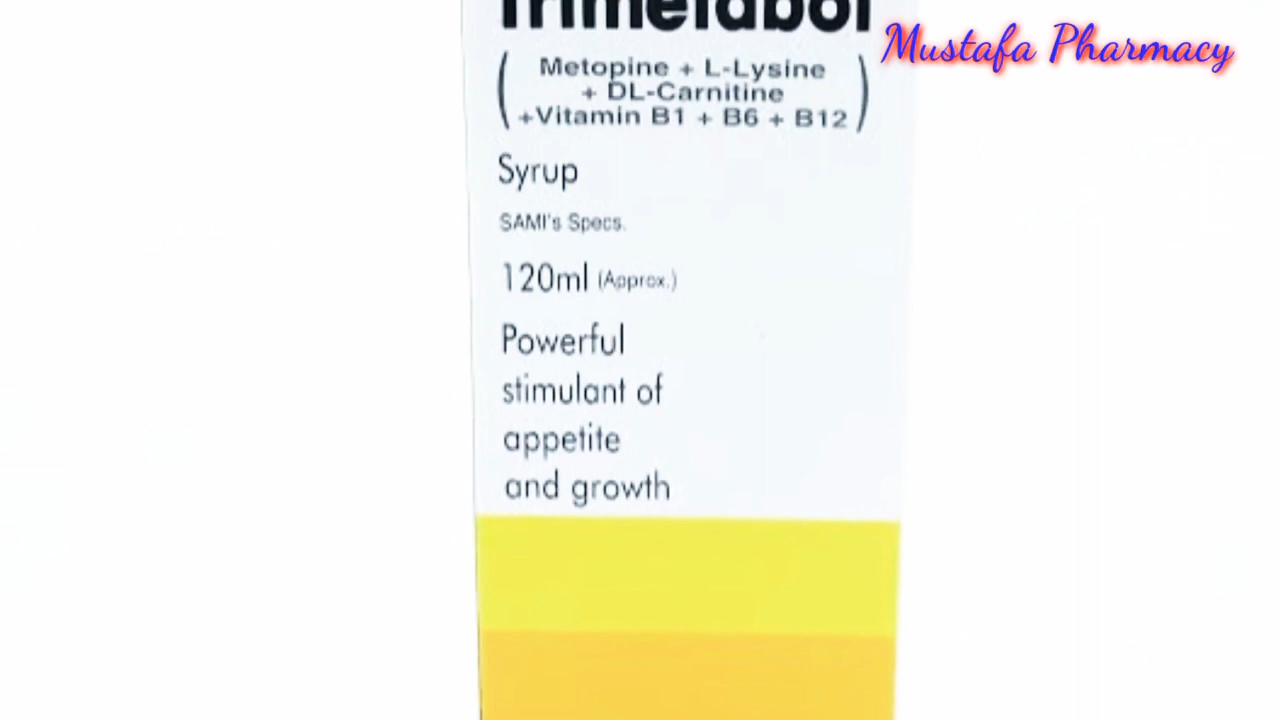 Trimetabol
Mustafa Pharmacy
( Metopine + L-Lysine
+ DL-Carnitine
+Vitamin B1 + B6 + B12 )
Syrup
SAMI's Specs.
120ml (Approx.)
Powerful
stimulant of
appetite
and growth